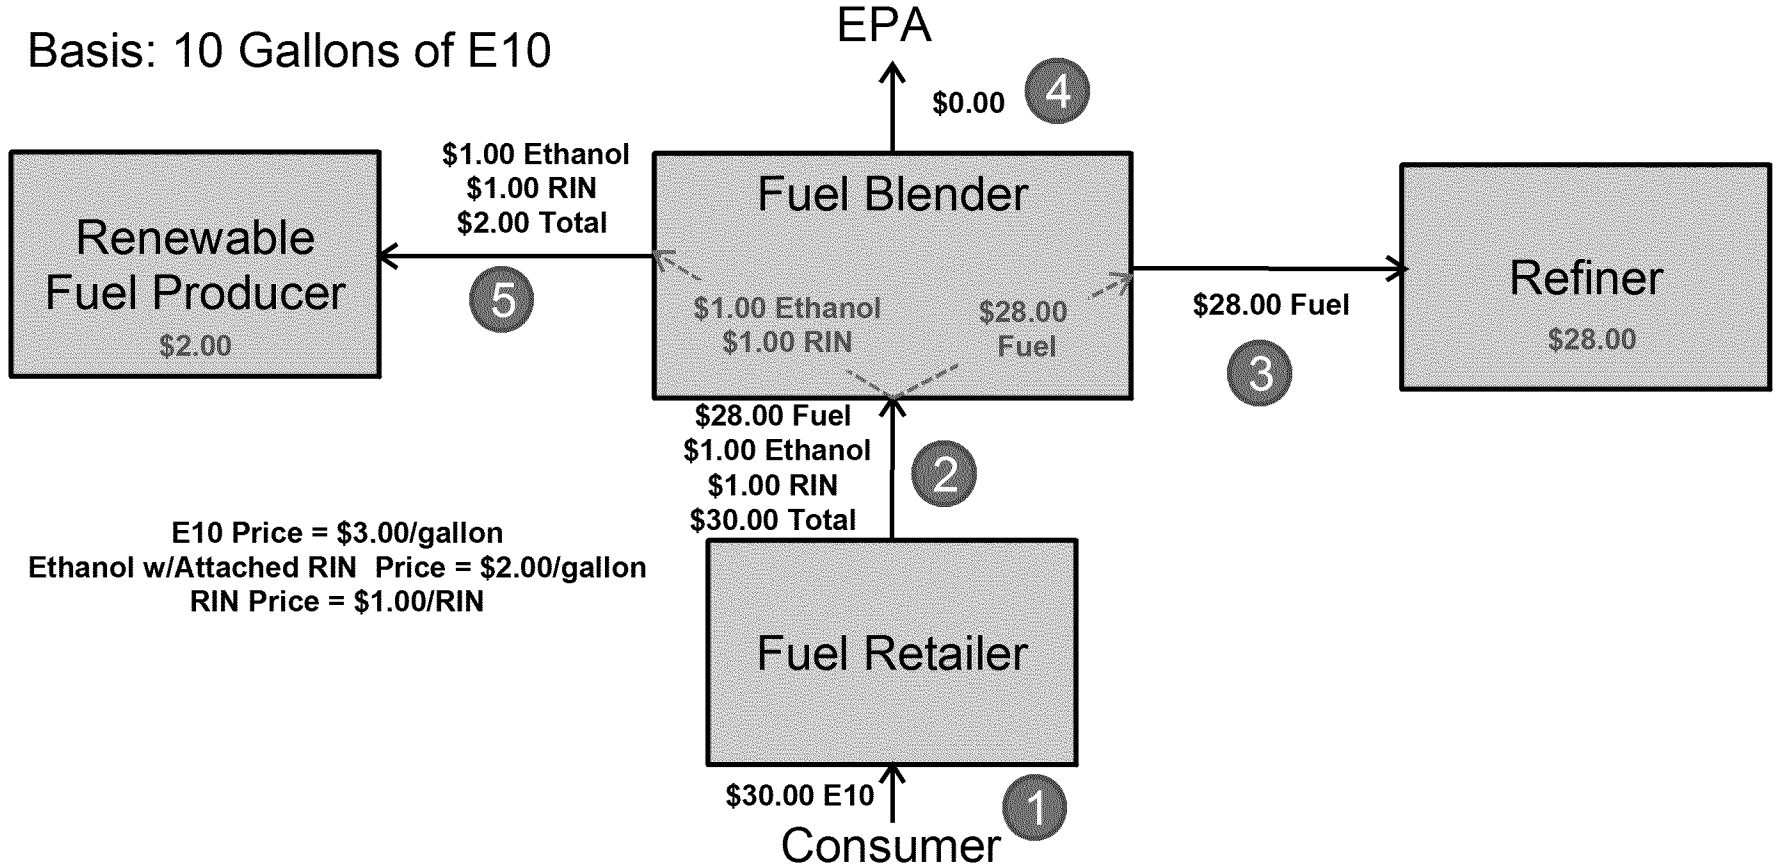 EPA
Basis: 10 Gallons of E10
$0.00
4
$1.00 Ethanol
$1.00 RIN
$2.00 Total
5
Renewable
Fuel Producer
$2.00
Fuel Blender
$1.00 Ethanol
$1.00 RIN
$28.00
Fuel
$28.00 Fuel
3
Refiner
$28.00
$28.00 Fuel
$1.00 Ethanol
$1.00 RIN
$30.00 Total
2
E10 Price = $3.00/gallon
Ethanol w/Attached RIN Price = $2.00/gallon
RIN Price = $1.00/RIN
Fuel Retailer
$30.00 E10
1
Consumer